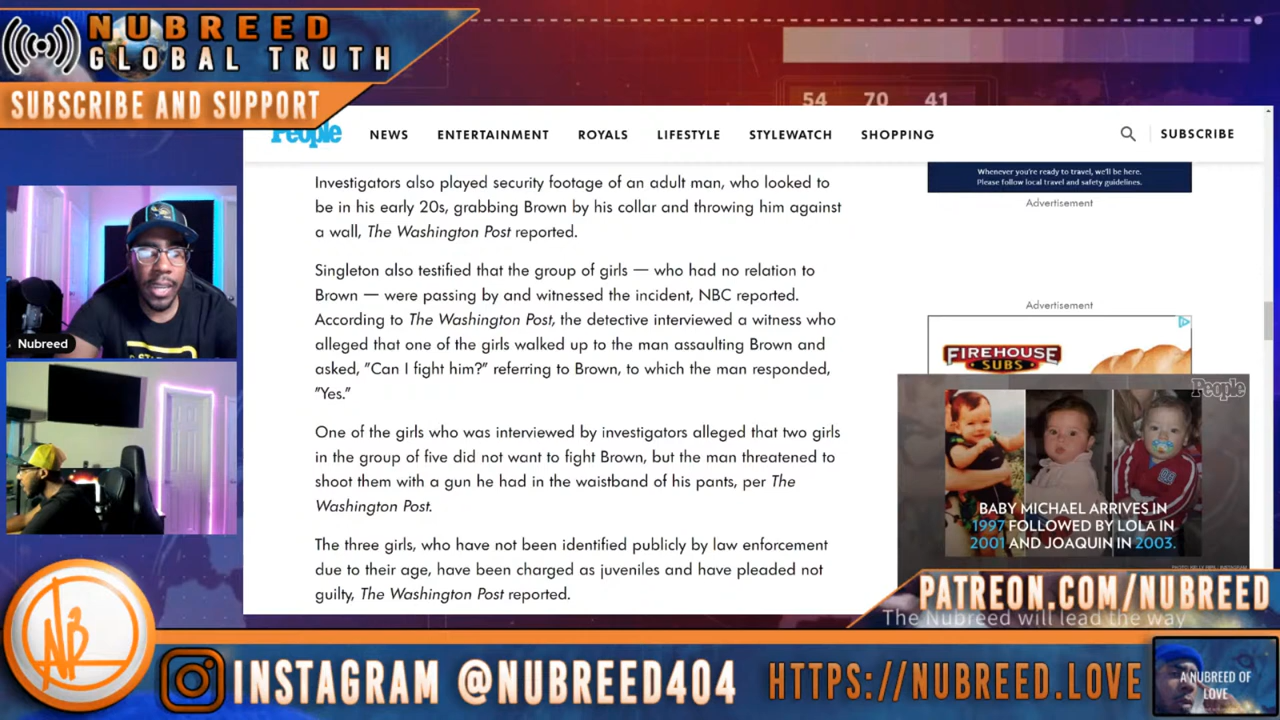 NUBREED
GLOBAL TRUTH
SUBSCRIBE AND SUPPORT
54 70 41
People
NEWS ENTERTAINMENT ROYALS LIFESTYLE STYLEWATCH SHOPPING SUBSCRIBE
Investigators also played security footage of an adult man, who looked to
be in his early 20s, grabbing Brown by his collar and throwing him against
a wall, The Washington Post reported.
Singleton also testified that the group of girls — who had no relation to
Brown — were passing by and witnessed the incident, NBC reported.
According to The Washington Post, the detective interviewed a witness who
alleged that one of the girls walked up to the man assaulting Brown and
asked, "Can I fight him?" referring to Brown, to which the man responded,
"Yes."
One of the girls who was interviewed by investigators alleged that two girls
in the group of five did not want to fight Brown, but the man threatened to
shoot them with a gun he had in the waistband of his pants, per The
Washington Post.
The three girls, who have not been identified publicly by law enforcement
due to their age, have been charged as juveniles and have pleaded not
guilty, The Washington Post reported.
Whenever you're ready to travel, we'll be here.
Please follow local travel and safety guidelines.
Advertisement
Advertisement
FIREHOUSE
SUBS
People
BABY MICHAEL ARRIVES IN
1997 FOLLOWED BY LOLA IN
2001 AND JOAQUIN IN 2003.
Nubreed
PATREON.COM/NUBREED
The Nubreed will lead the way
NB
INSTAGRAM @NUBREED404
HTTPS://NUBREED.LOVE
A NUBREED OF
LOVE